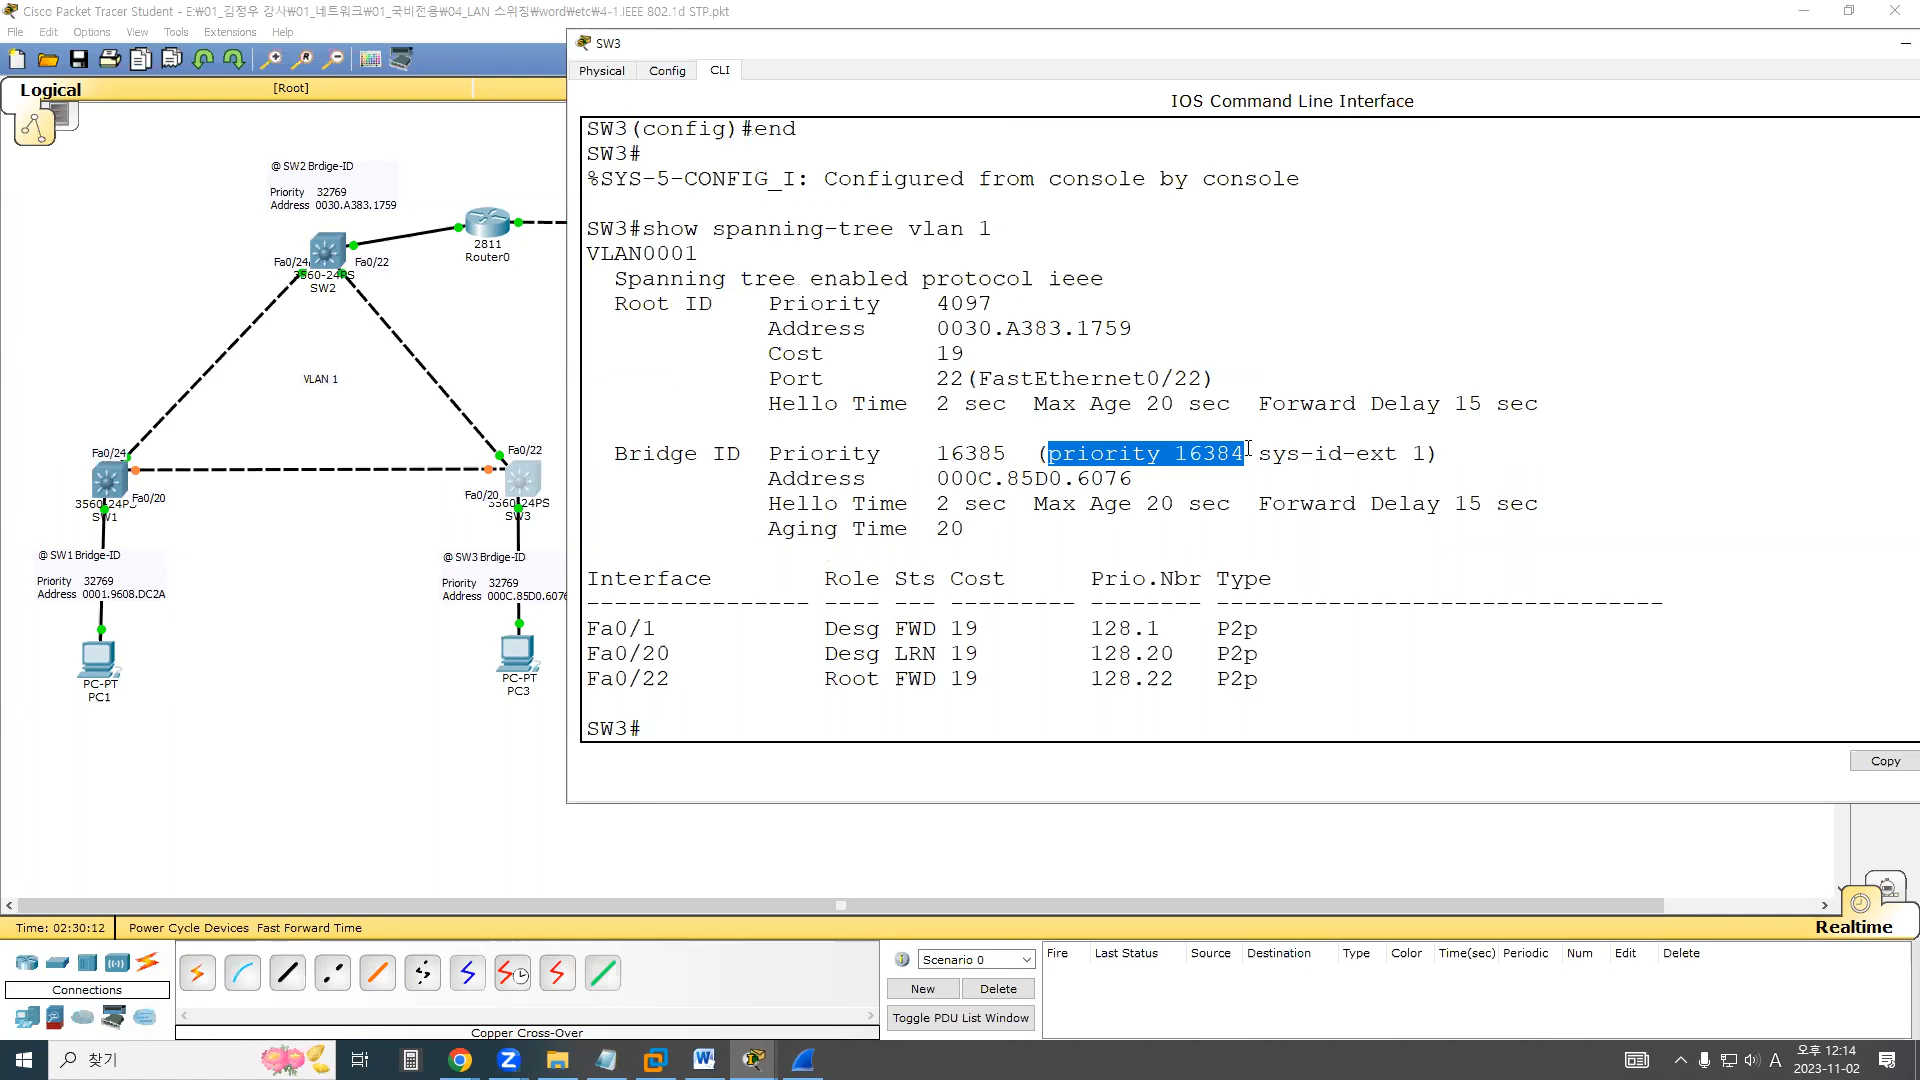 Cisco Packet Tracer Student - E:₩01_김정우 강사₩01_네트워크₩01_국비전용₩04_LAN 스위칭₩word₩etc₩4-1.IEEE 802.1d STP.pkt
File Edit Options View Tools Extensions Help
Logical
[Root]
@ SW2 Brdige-ID
Priority 32769
Address 0030.A383.1759
2811
Router0
Fa0/24
Fa0/22
3560-24PS
SW2
VLAN 1
Fa0/24
Fa0/20
SW1
@ SW1 Bridge-ID
Priority 32769
Address 0001.9608.DC2A
PC-PT
PC1
Fa0/22
Fa0/20
3560-24PS
SW3
@ SW3 Brdige-ID
Priority 32769
Address 000C.85D0.6076
PC-PT
PC3
SW3
Physical Config CLI
IOS Command Line Interface
SW3(config)#end
SW3#
%SYS-5-CONFIG_I: Configured from console by console
SW3#show spanning-tree vlan 1
VLAN0001
Spanning tree enabled protocol ieee
Root ID Priority 4097
Address 0030.A383.1759
Cost 19
Port 22(FastEthernet0/22)
Hello Time 2 sec Max Age 20 sec Forward Delay 15 sec
Bridge ID Priority 16385 (priority 16384 sys-id-ext 1)
Address 000C.85D0.6076
Hello Time 2 sec Max Age 20 sec Forward Delay 15 sec
Aging Time 20
Interface Role Sts Cost Prio.Nbr Type
---------------- ---- --- --------- -------- --------------------------------
Fa0/1 Desg FWD 19 128.1 P2p
Fa0/20 Desg LRN 19 128.20 P2p
Fa0/22 Root FWD 19 128.22 P2p
SW3#
Copy
Time: 02:30:12 Power Cycle Devices Fast Forward Time
Realtime
Connections
Copper Cross-Over
Scenario 0
New Delete
Toggle PDU List Window
Fire Last Status Source Destination Type Color Time(sec) Periodic Num Edit Delete
찾기
A
오후 12:14
2023-11-02